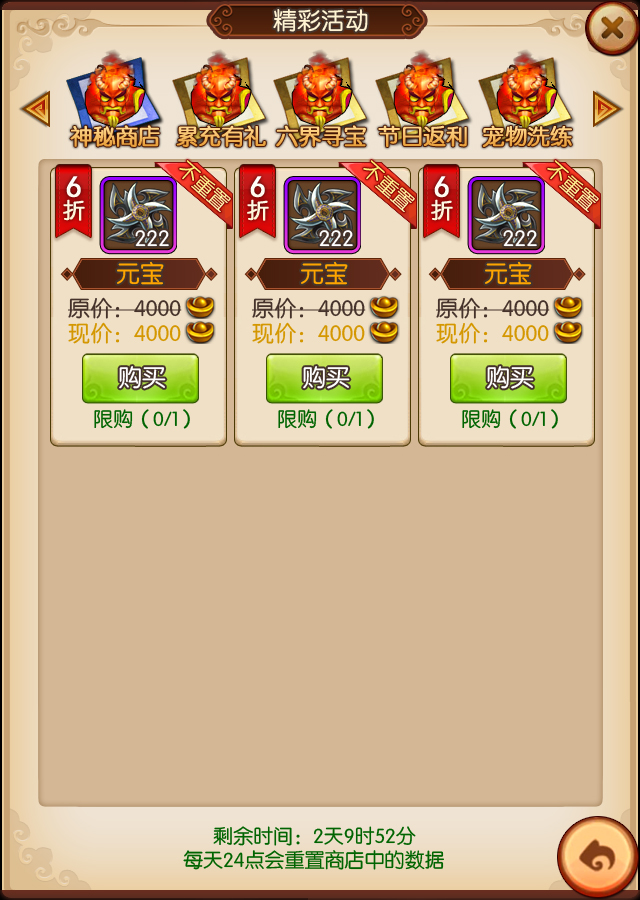 精彩活动
神秘商店 累充有礼 六界寻宝 节日返利 宠物洗练
6折 不重置 6折 不重置 6折 不重置
222 222 222
元宝 元宝 元宝
原价：4000 原价：4000 原价：4000
现价：4000 现价：4000 现价：4000
购买 购买 购买
限购（0/1） 限购（0/1） 限购（0/1）
剩余时间：2天9时52分
每天24点会重置商店中的数据